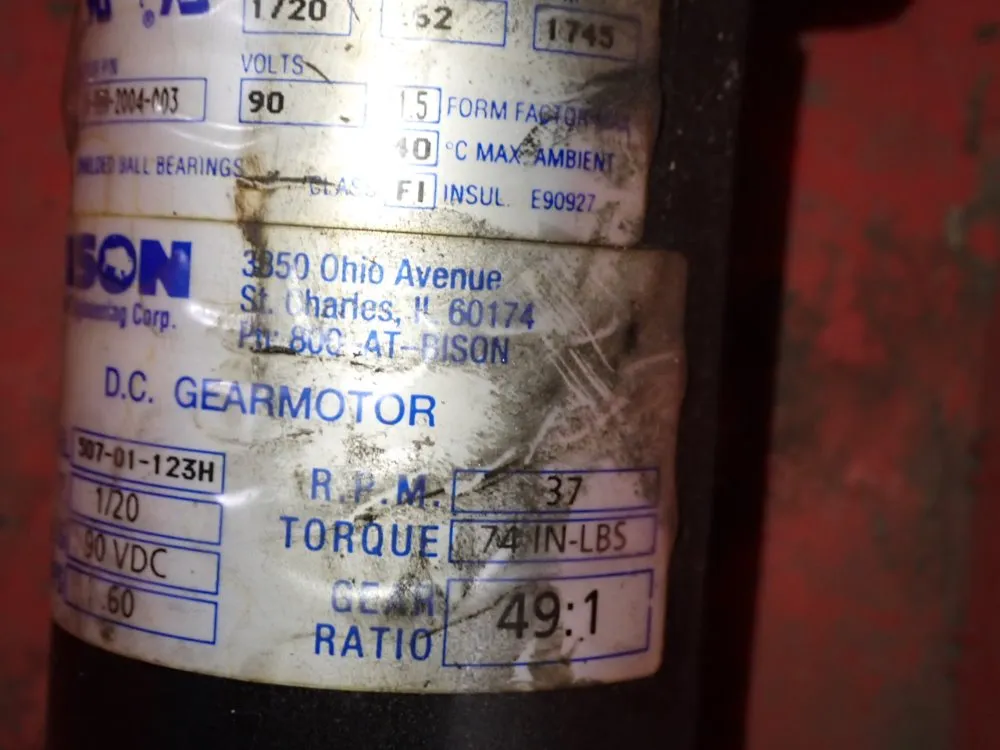 1/20 .62 1745
VOLTS
2004-003 90 1.5 FORM FACTOR
40 °C MAX. AMBIENT
BALL BEARINGS
CLASS F1 INSUL. E90927
BISON 3850 Ohio Avenue
St. Charles, IL 60174
Engineering Corp.
Ph: 800-AT-BISON
D.C. GEARMOTOR
507-01-123H
R.P.M. 37
1/20
TORQUE 74 IN-LBS
90 VDC
GEAR
.60
RATIO 49:1